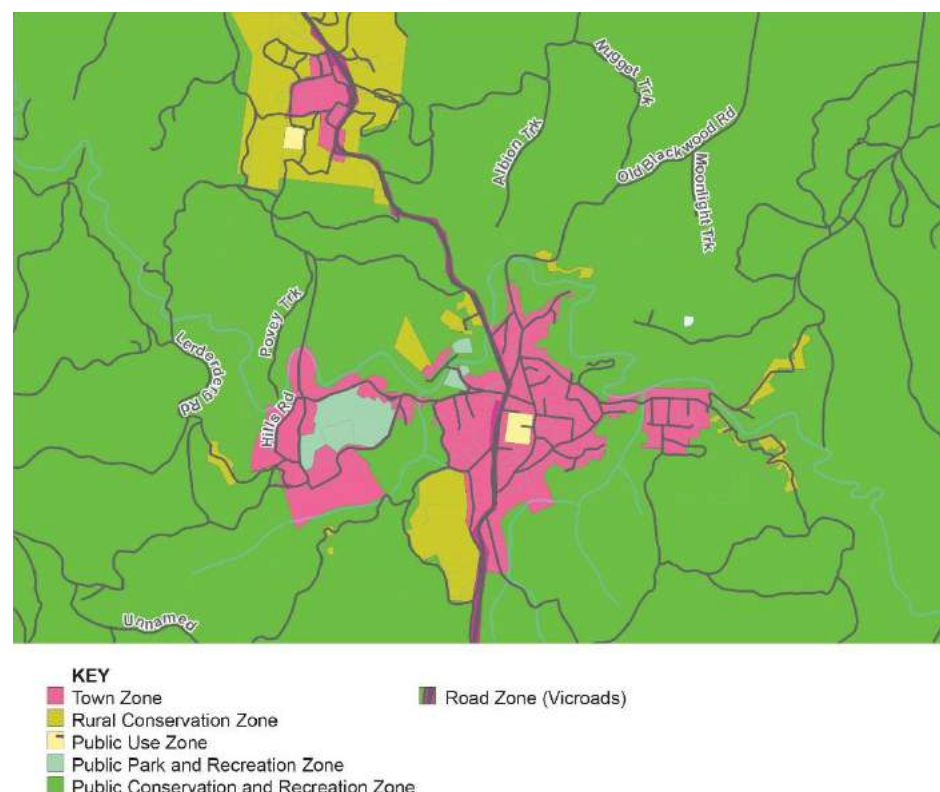 Nugget Trk
Old Blackwood Rd
Albion Trk
Moonlight Trk
Povey Trk
Lerderderg Rd
Hills Rd
Unnamed
KEY
Town Zone
Road Zone (Vicroads)
Rural Conservation Zone
Public Use Zone
Public Park and Recreation Zone
Public Conservation and Recreation Zone